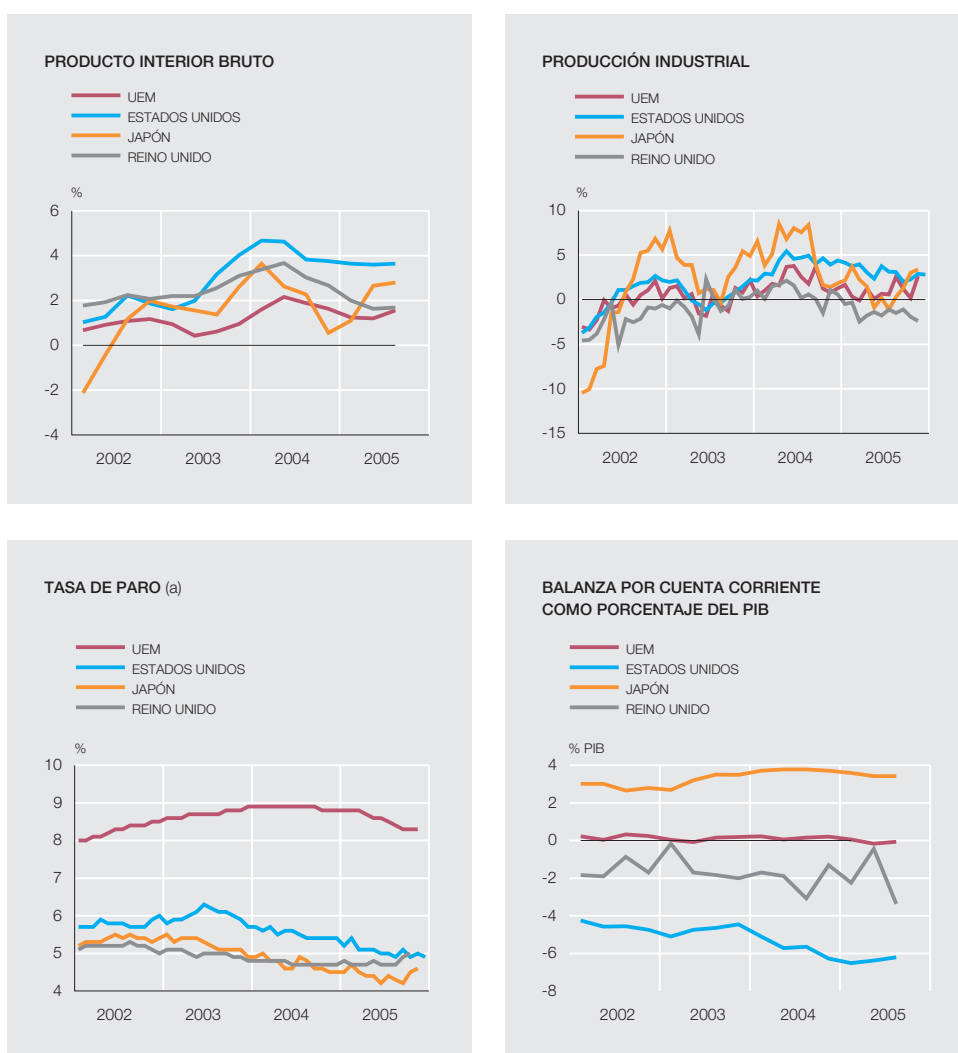 PRODUCTO INTERIOR BRUTO
UEM
ESTADOS UNIDOS
JAPÓN
REINO UNIDO
%
6
4
2
0
-2
-4
2002 2003 2004 2005
PRODUCCIÓN INDUSTRIAL
UEM
ESTADOS UNIDOS
JAPÓN
REINO UNIDO
%
10
5
0
-5
-10
-15
2002 2003 2004 2005
TASA DE PARO (a)
UEM
ESTADOS UNIDOS
JAPÓN
REINO UNIDO
%
10
9
8
7
6
5
4
2002 2003 2004 2005
BALANZA POR CUENTA CORRIENTE
COMO PORCENTAJE DEL PIB
UEM
ESTADOS UNIDOS
JAPÓN
REINO UNIDO
% PIB
4
2
0
-2
-4
-6
-8
2002 2003 2004 2005